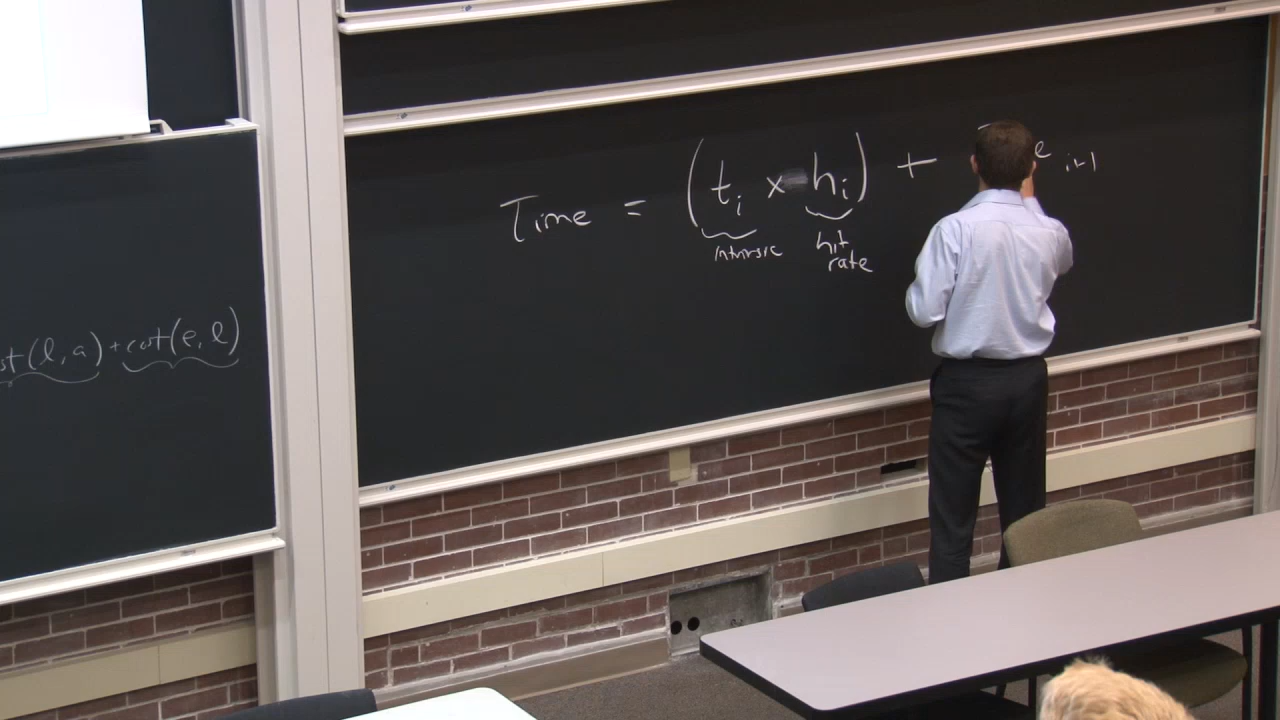 cost(l,a) + cost(e,l)
Time = (t_i x h_i) + T e i+1
intrinsic hit
rate